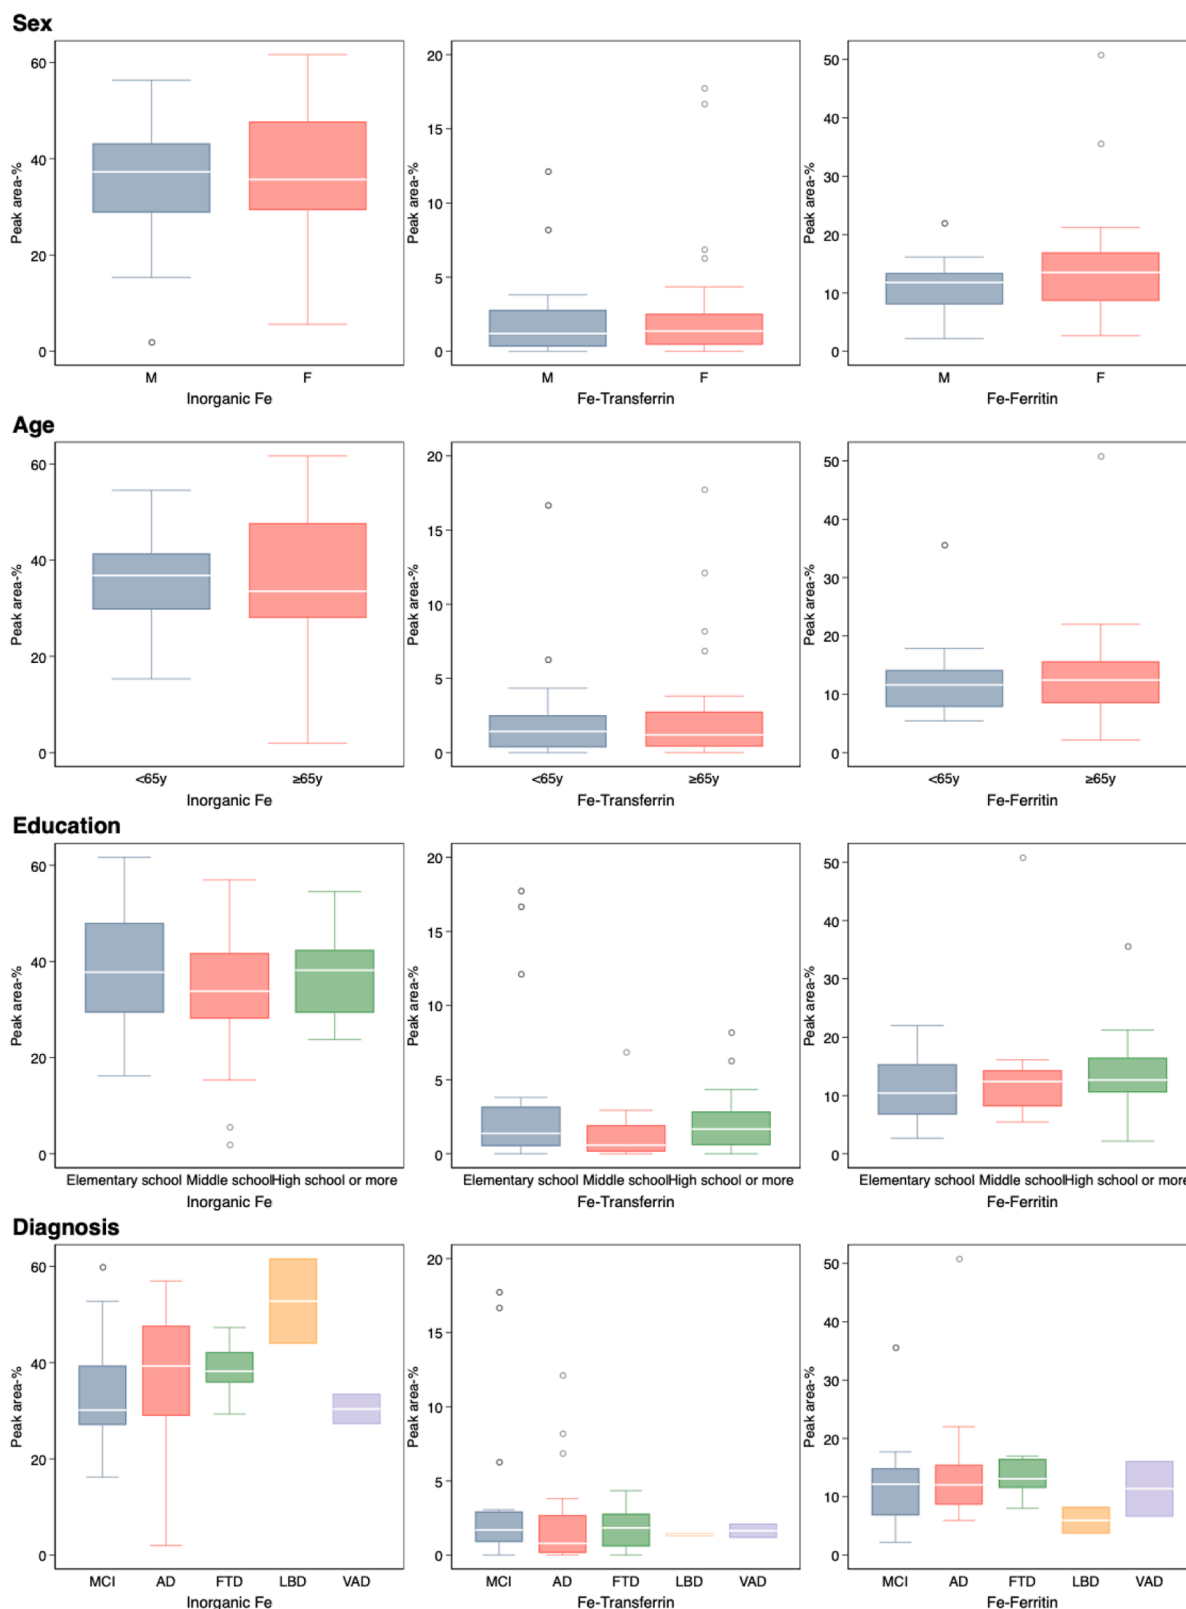 Sex
60
40
20
0
Peak area-%
M
F
Inorganic Fe
20
15
10
5
0
Peak area-%
M
F
Fe-Transferrin
50
40
30
20
10
0
Peak area-%
M
F
Fe-Ferritin
Age
60
40
20
0
Peak area-%
<65y
≥65y
Inorganic Fe
20
15
10
5
0
Peak area-%
<65y
≥65y
Fe-Transferrin
50
40
30
20
10
0
Peak area-%
<65y
≥65y
Fe-Ferritin
Education
60
40
20
0
Peak area-%
Elementary school
Middle school
High school or more
Inorganic Fe
20
15
10
5
0
Peak area-%
Elementary school
Middle school
High school or more
Fe-Transferrin
50
40
30
20
10
0
Peak area-%
Elementary school
Middle school
High school or more
Fe-Ferritin
Diagnosis
60
40
20
0
Peak area-%
MCI
AD
FTD
LBD
VAD
Inorganic Fe
20
15
10
5
0
Peak area-%
MCI
AD
FTD
LBD
VAD
Fe-Transferrin
50
40
30
20
10
0
Peak area-%
MCI
AD
FTD
LBD
VAD
Fe-Ferritin